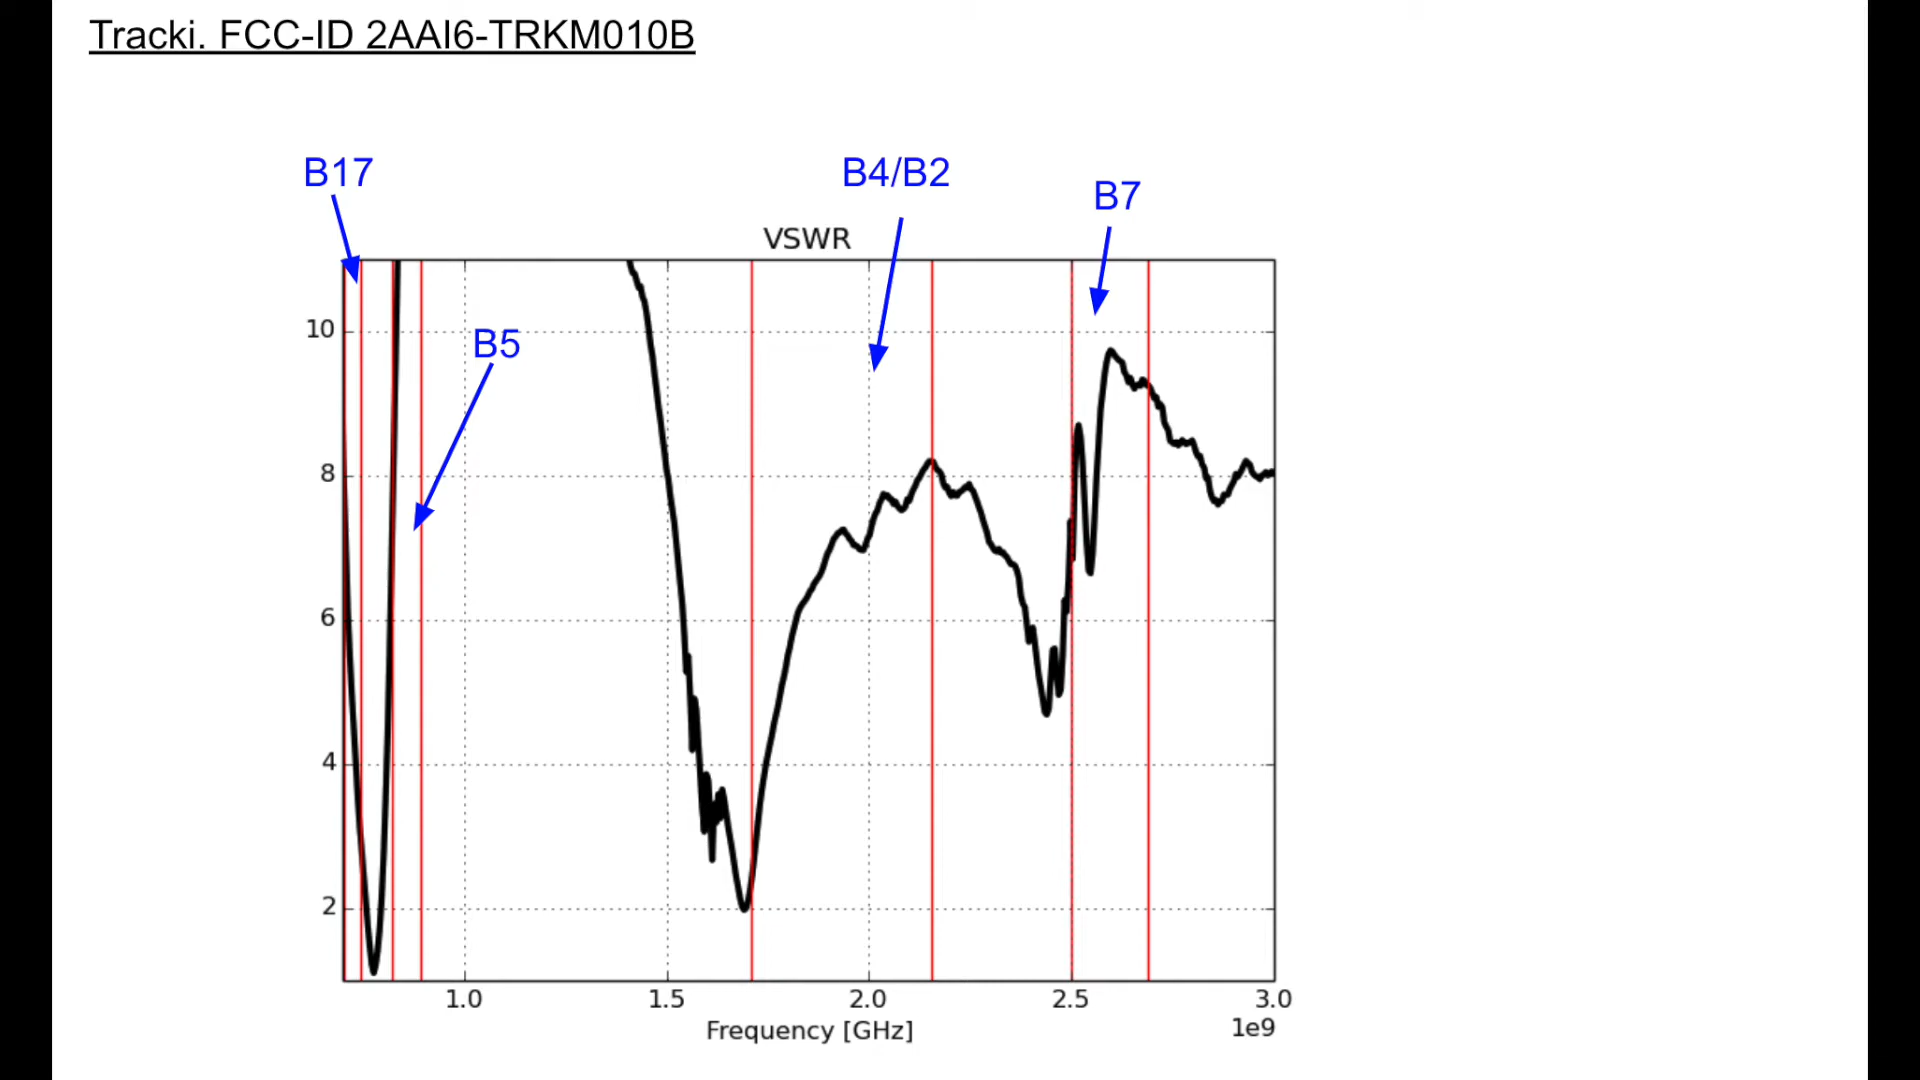 Tracki. FCC-ID 2AAI6-TRKM010B
B17
B4/B2
B7
VSWR
10
B5
8
6
4
2
1.0 1.5 2.0 2.5 3.0
Frequency [GHz]
1e9